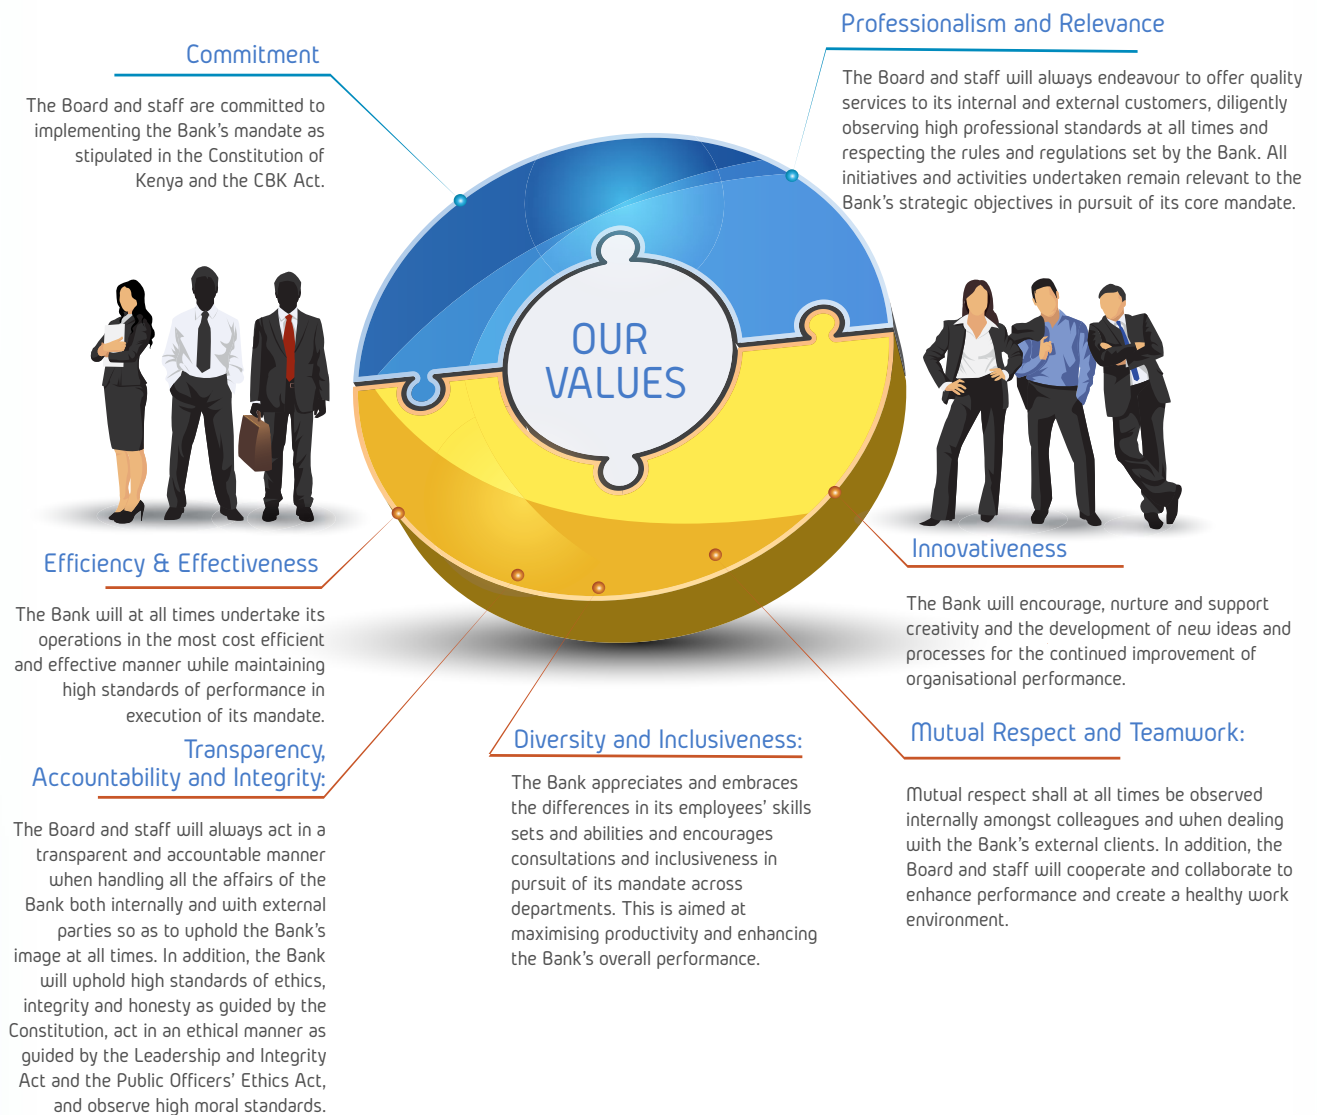 Commitment
The Board and staff are committed to
implementing the Bank's mandate as
stipulated in the Constitution of
Kenya and the CBK Act.
Professionalism and Relevance
The Board and staff will always endeavour to offer quality
services to its internal and external customers, diligently
observing high professional standards at all times and
respecting the rules and regulations set by the Bank. All
initiatives and activities undertaken remain relevant to the
Bank's strategic objectives in pursuit of its core mandate.
OUR
VALUES
Efficiency & Effectiveness
The Bank will at all times undertake its
operations in the most cost efficient
and effective manner while maintaining
high standards of performance in
execution of its mandate.
Transparency,
Accountability and Integrity:
The Board and staff will always act in a
transparent and accountable manner
when handling all the affairs of the
Bank both internally and with external
parties so as to uphold the Bank's
image at all times. In addition, the Bank
will uphold high standards of ethics,
integrity and honesty as guided by the
Constitution, act in an ethical manner as
guided by the Leadership and Integrity
Act and the Public Officers' Ethics Act,
and observe high moral standards.
Diversity and Inclusiveness:
The Bank appreciates and embraces
the differences in its employees' skills
sets and abilities and encourages
consultations and inclusiveness in
pursuit of its mandate across
departments. This is aimed at
maximising productivity and enhancing
the Bank's overall performance.
Innovativeness
The Bank will encourage, nurture and support
creativity and the development of new ideas and
processes for the continued improvement of
organisational performance.
Mutual Respect and Teamwork:
Mutual respect shall at all times be observed
internally amongst colleagues and when dealing
with the Bank's external clients. In addition, the
Board and staff will cooperate and collaborate to
enhance performance and create a healthy work
environment.